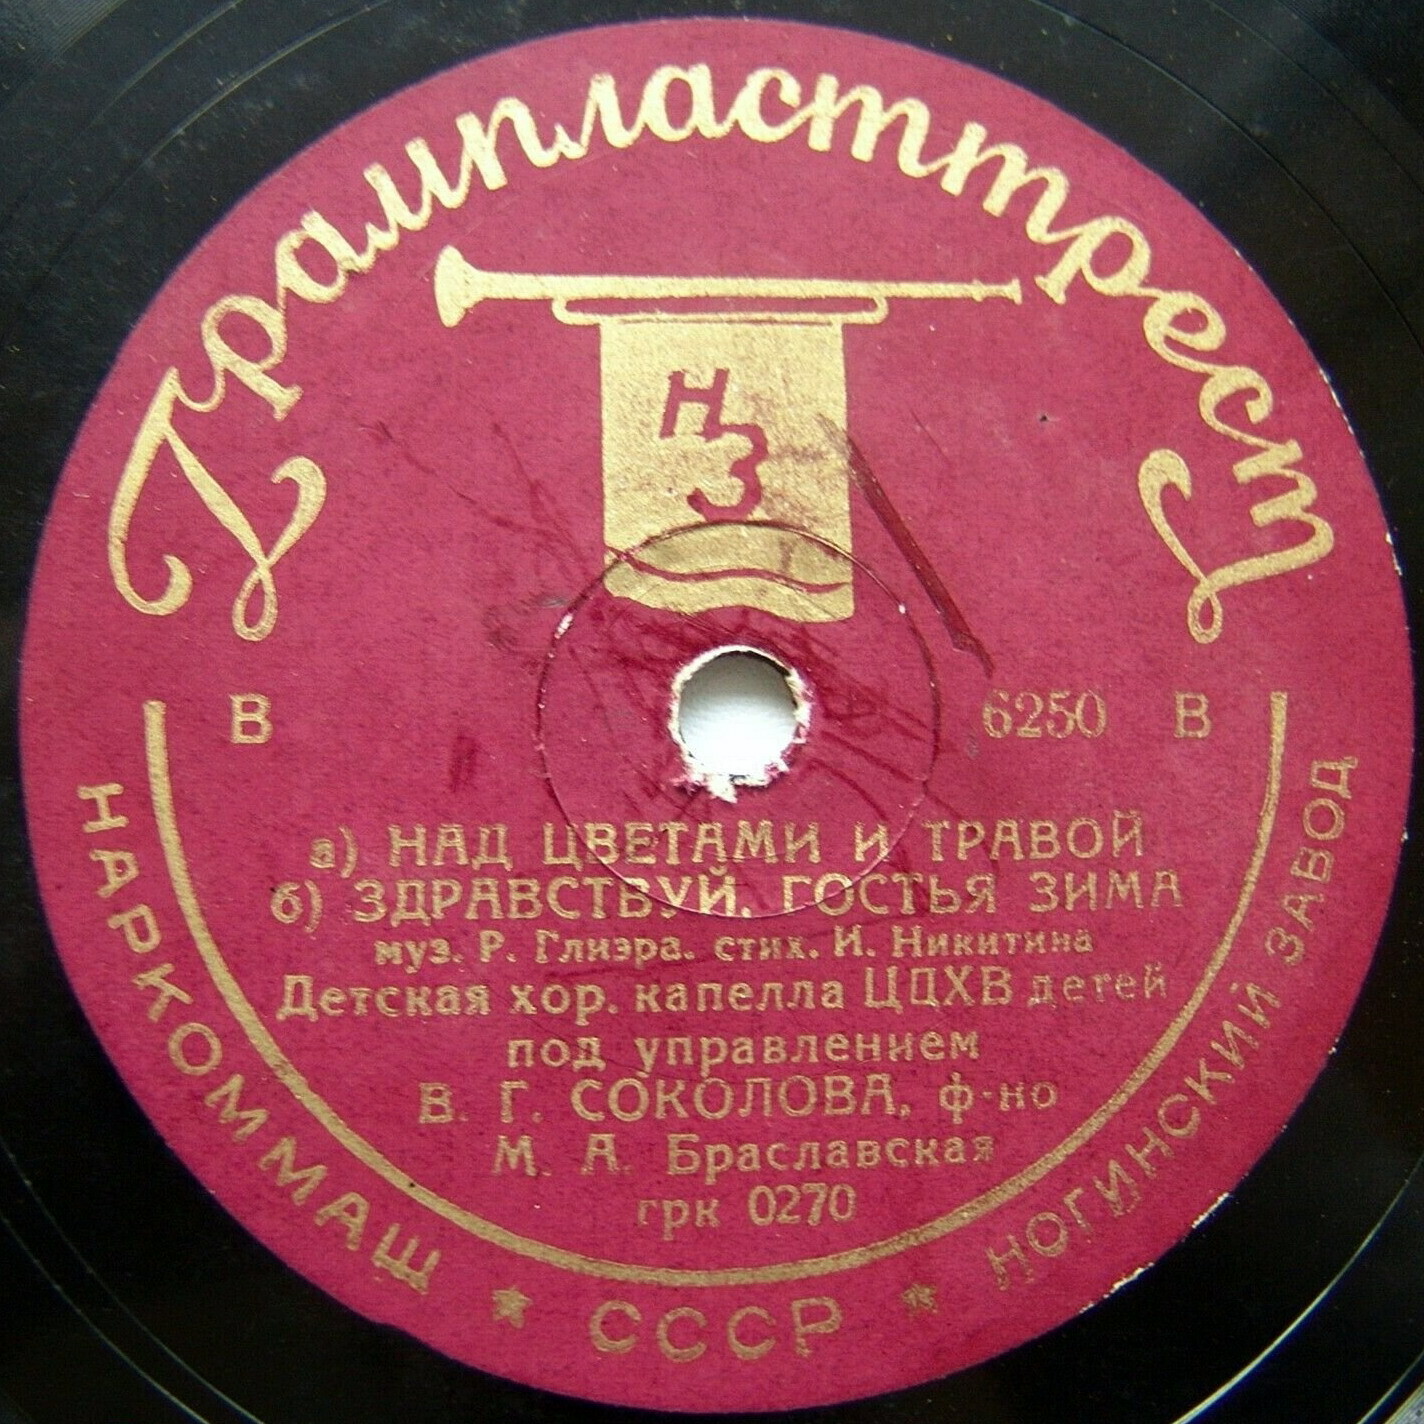 Грампласттрест
НЗ
В 6250 В
а) НАД ЦВЕТАМИ И ТРАВОЙ
б) ЗДРАВСТВУЙ, ГОСТЬЯ ЗИМА
муз. Р. Глиэра. стих. И. Никитина
Детская хор. капелла ЦДХВ детей
под управлением
В. Г. СОКОЛОВА, ф-но
М. А. Браславская
грк 0270
НАРКОММАШ ★ СССР ★ НОГИНСКИЙ ЗАВОД